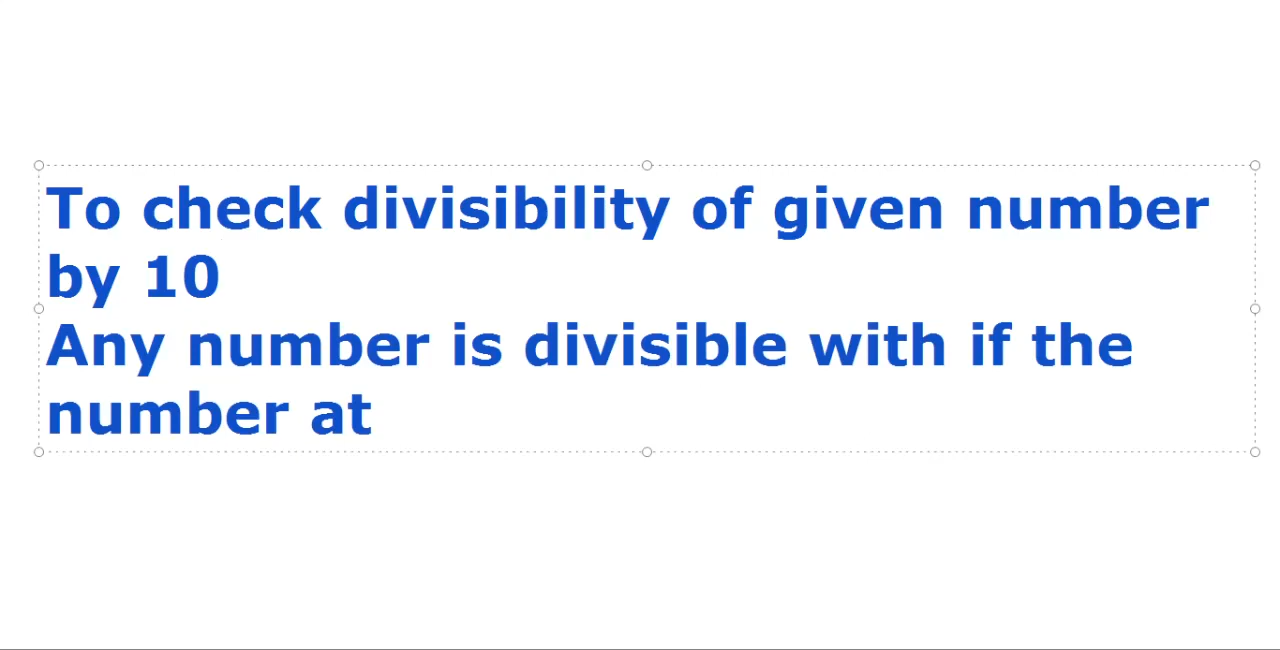 To check divisibility of given number
by 10
Any number is divisible with if the
number at